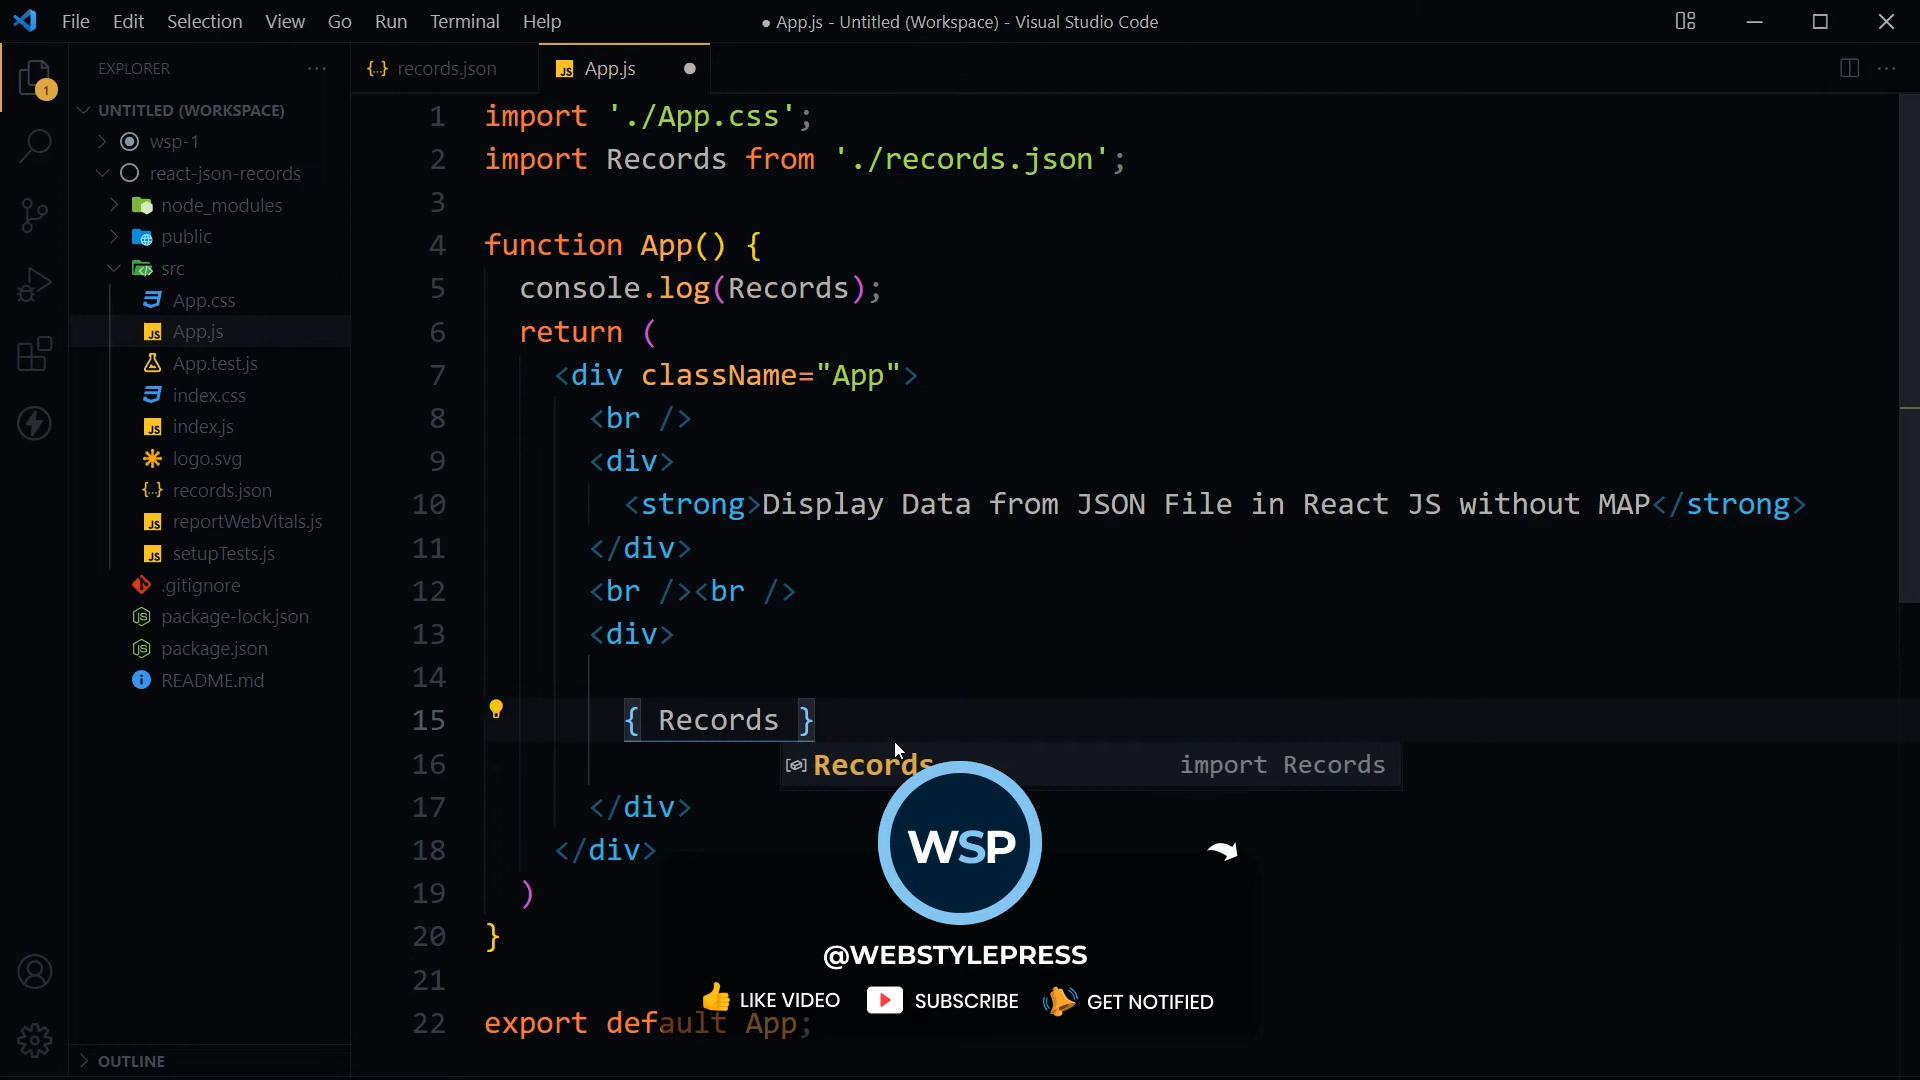 File Edit Selection View Go Run Terminal Help
● App.js - Untitled (Workspace) - Visual Studio Code
EXPLORER
···
records.json
App.js
1
UNTITLED (WORKSPACE)
wsp-1
react-json-records
node_modules
public
src
App.css
App.js
App.test.js
index.css
index.js
logo.svg
records.json
reportWebVitals.js
setupTests.js
.gitignore
package-lock.json
package.json
README.md
OUTLINE
1 import './App.css';
2 import Records from './records.json';
3
4 function App() {
5 console.log(Records);
6 return (
7 <div className="App">
8 <br />
9 <div>
10 <strong>Display Data from JSON File in React JS without MAP</strong>
11 </div>
12 <br /><br />
13 <div>
14
15 { Records }
16
Records import Records
17 </div>
18 </div>
19 )
20 }
21
22 export default App;
WSP
@WEBSTYLEPRESS
LIKE VIDEO SUBSCRIBE GET NOTIFIED